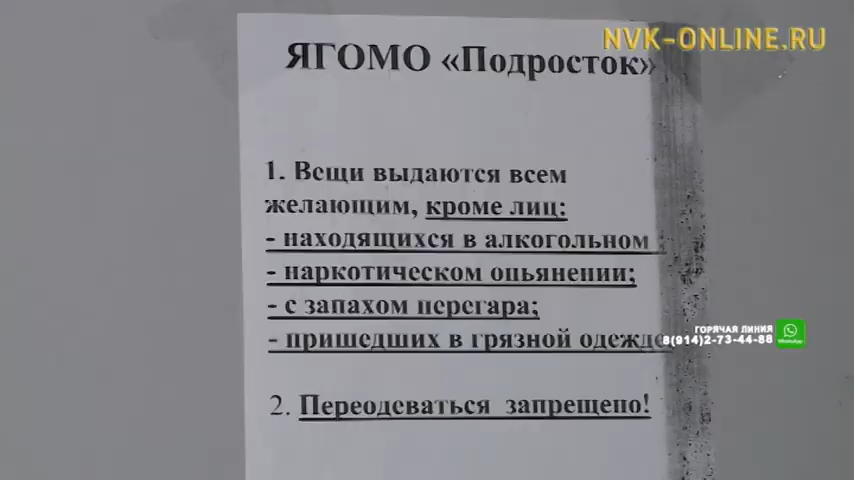 NVK-ONLINE.RU
ЯГОМО «Подросток»
1. Вещи выдаются всем
желающим, кроме лиц:
- находящихся в алкогольном ;
- наркотическом опьянении;
- с запахом перегара;
- пришедших в грязной одежде.
ГОРЯЧАЯ ЛИНИЯ
8(914)2-73-44-88
WhatsApp
2. Переодеваться запрещено!